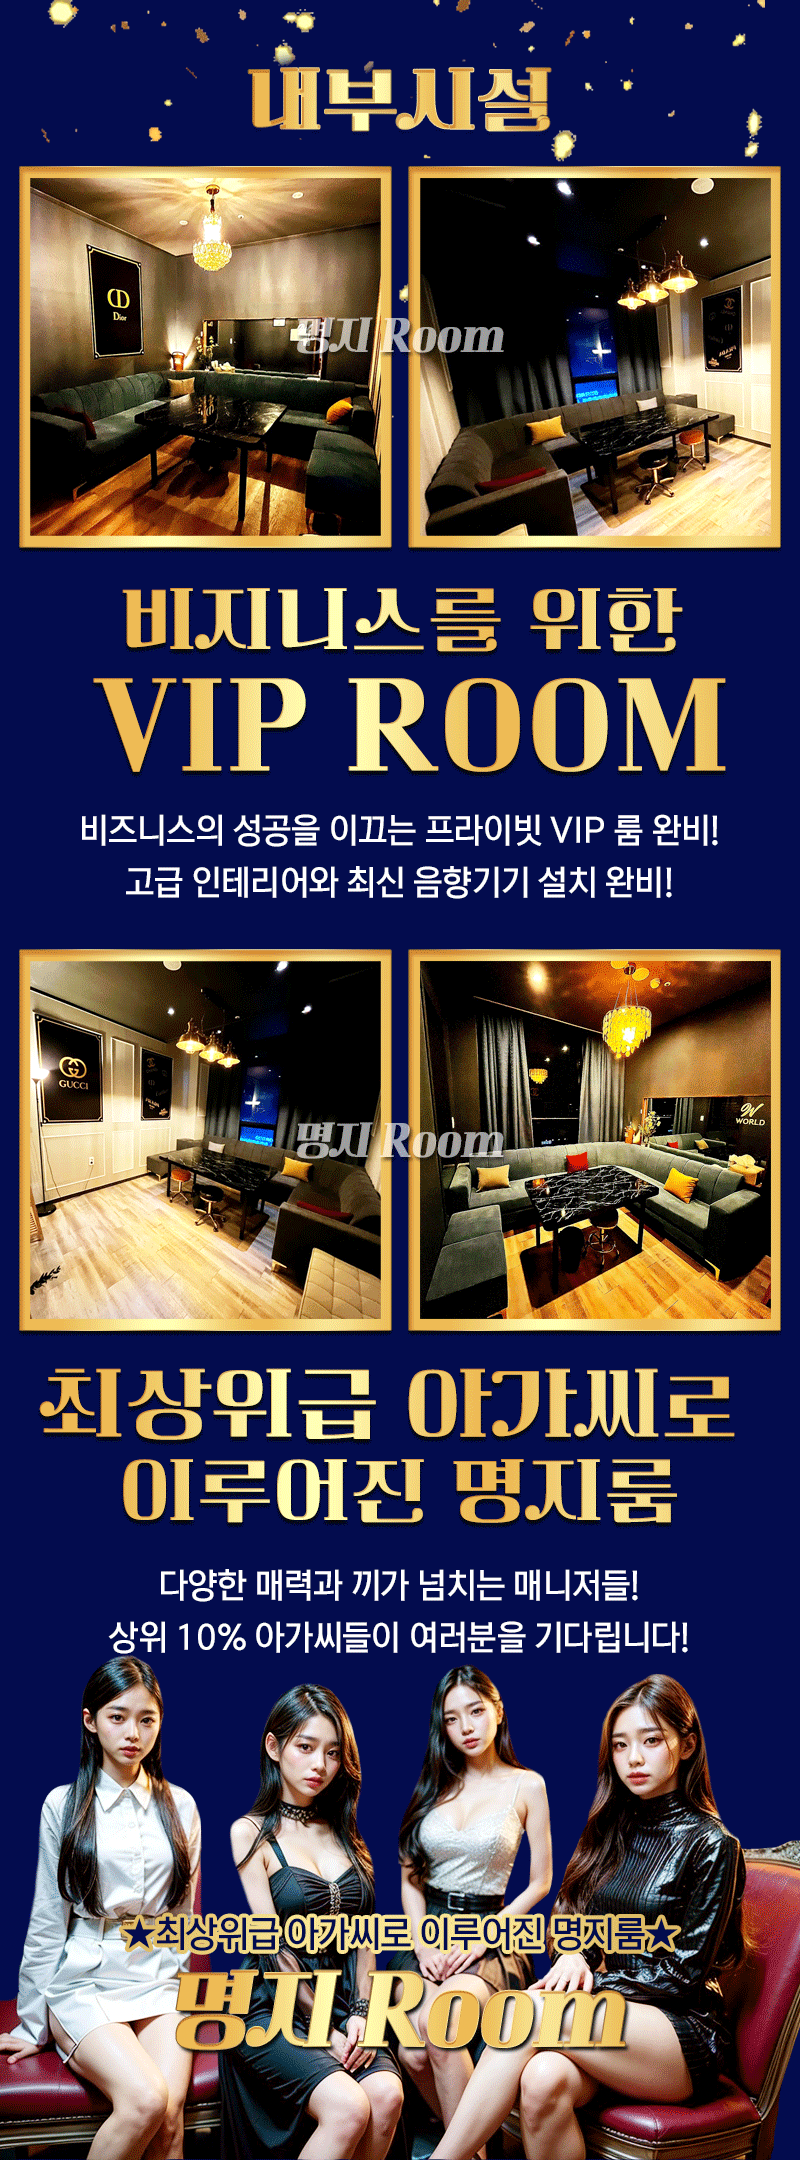 내부시설
CD
Dior
명지 Room
비지니스를 위한
VIP ROOM
비즈니스의 성공을 이끄는 프라이빗 VIP 룸 완비!
고급 인테리어와 최신 음향기기 설치 완비!
GUCCI
명지 Room
W
WORLD
최상위급 아가씨로
이루어진 명지룸
다양한 매력과 끼가 넘치는 매니저들!
상위 10% 아가씨들이 여러분을 기다립니다!
★최상위급 아가씨로 이루어진 명지룸★
명지 Room